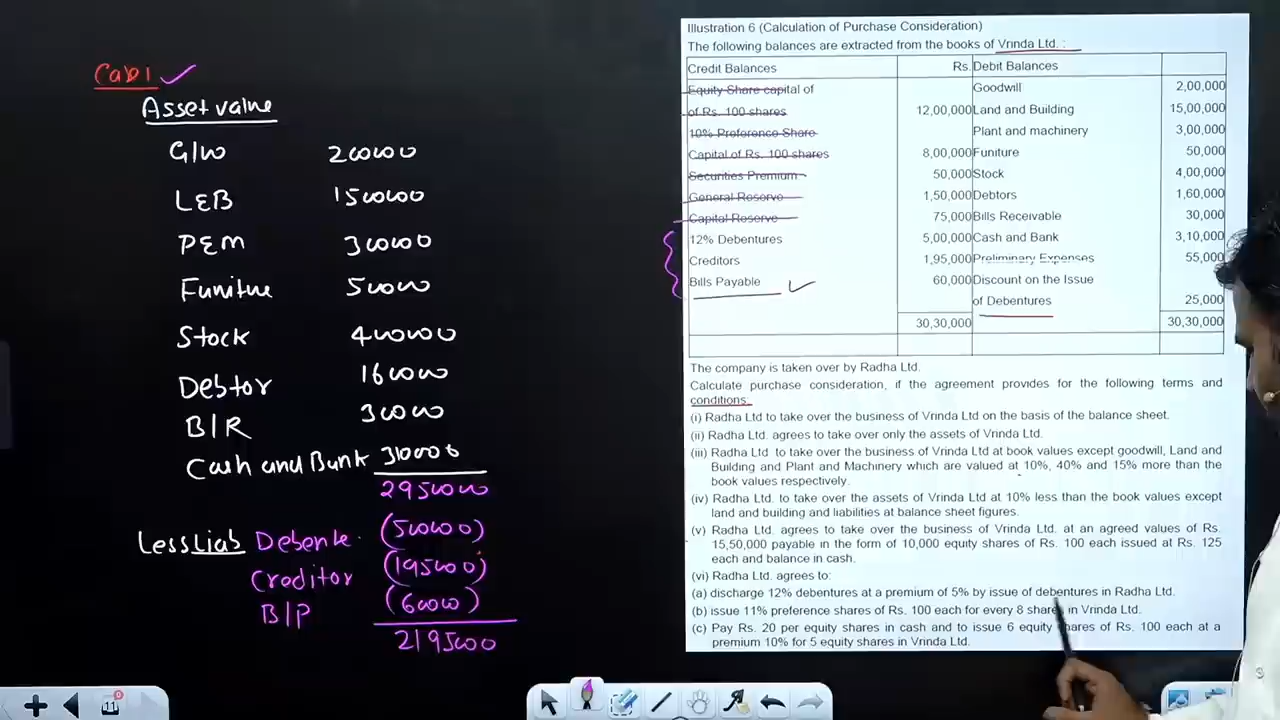 Case 1
Asset value
G/W 200000
L&B 1500000
P&M 300000
Funitue 50000
Stock 400000
Debtor 160000
B/R 30000
Cash and Bank 310000
2950000
Less Liab Debente. (500000)
Creditor (195000)
B/P (60000)
2195000
Illustration 6 (Calculation of Purchase Consideration)
The following balances are extracted from the books of Vrinda Ltd. :
Credit Balances Rs. Debit Balances
Equity Share capital of Goodwill 2,00,000
of Rs. 100 shares 12,00,000 Land and Building 15,00,000
10% Preference Share Plant and machinery 3,00,000
Capital of Rs. 100 shares 8,00,000 Funiture 50,000
Securities Premium 50,000 Stock 4,00,000
General Reserve 1,50,000 Debtors 1,60,000
Capital Reserve 75,000 Bills Receivable 30,000
12% Debentures 5,00,000 Cash and Bank 3,10,000
Creditors 1,95,000 Preliminary Expenses 55,000
Bills Payable 60,000 Discount on the Issue
of Debentures 25,000
30,30,000 30,30,000
The company is taken over by Radha Ltd.
Calculate purchase consideration, if the agreement provides for the following terms and
conditions:
(i) Radha Ltd to take over the business of Vrinda Ltd on the basis of the balance sheet.
(ii) Radha Ltd. agrees to take over only the assets of Vrinda Ltd.
(iii) Radha Ltd to take over the business of Vrinda Ltd at book values except goodwill, Land and
Building and Plant and Machinery which are valued at 10%, 40% and 15% more than the
book values respectively.
(iv) Radha Ltd. to take over the assets of Vrinda Ltd at 10% less than the book values except
land and building and liabilities at balance sheet figures.
(v) Radha Ltd. agrees to take over the business of Vrinda Ltd. at an agreed values of Rs.
15,50,000 payable in the form of 10,000 equity shares of Rs. 100 each issued at Rs. 125
each and balance in cash.
(vi) Radha Ltd. agrees to:
(a) discharge 12% debentures at a premium of 5% by issue of debentures in Radha Ltd.
(b) issue 11% preference shares of Rs. 100 each for every 8 shares in Vrinda Ltd.
(c) Pay Rs. 20 per equity shares in cash and to issue 6 equity shares of Rs. 100 each at a
premium 10% for 5 equity shares in Vrinda Ltd.
11
0